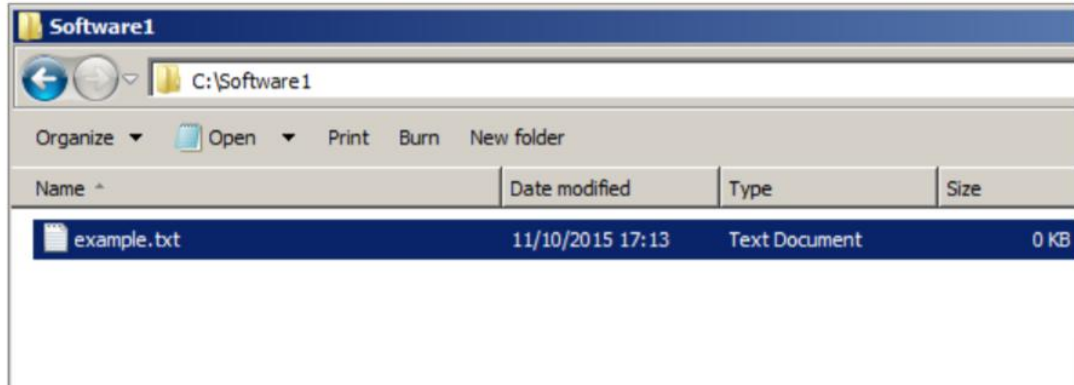 Software1
C:\Software1
Organize Open Print Burn New folder
Name Date modified Type Size
example.txt 11/10/2015 17:13 Text Document 0 KB